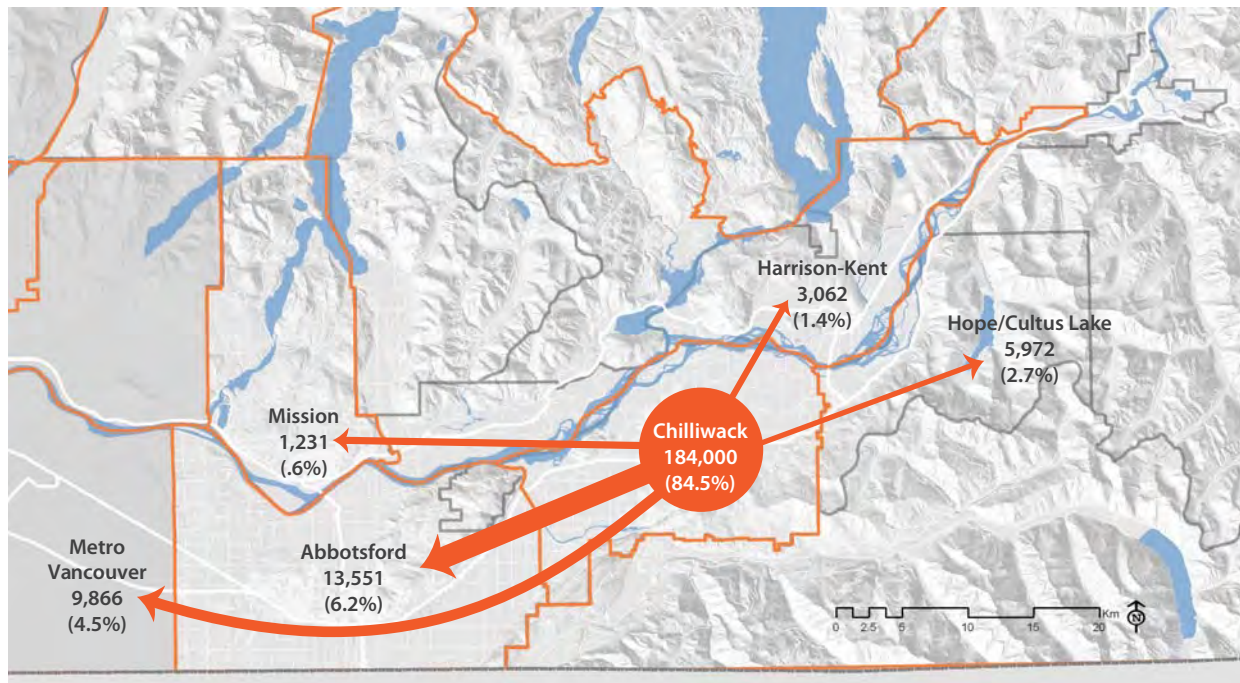 Harrison-Kent
3,062
(1.4%)
Hope/Cultus Lake
5,972
(2.7%)
Mission
1,231
(.6%)
Chilliwack
184,000
(84.5%)
Abbotsford
13,551
(6.2%)
Metro
Vancouver
9,866
(4.5%)
Km
0 2.5 5 10 15 20
N